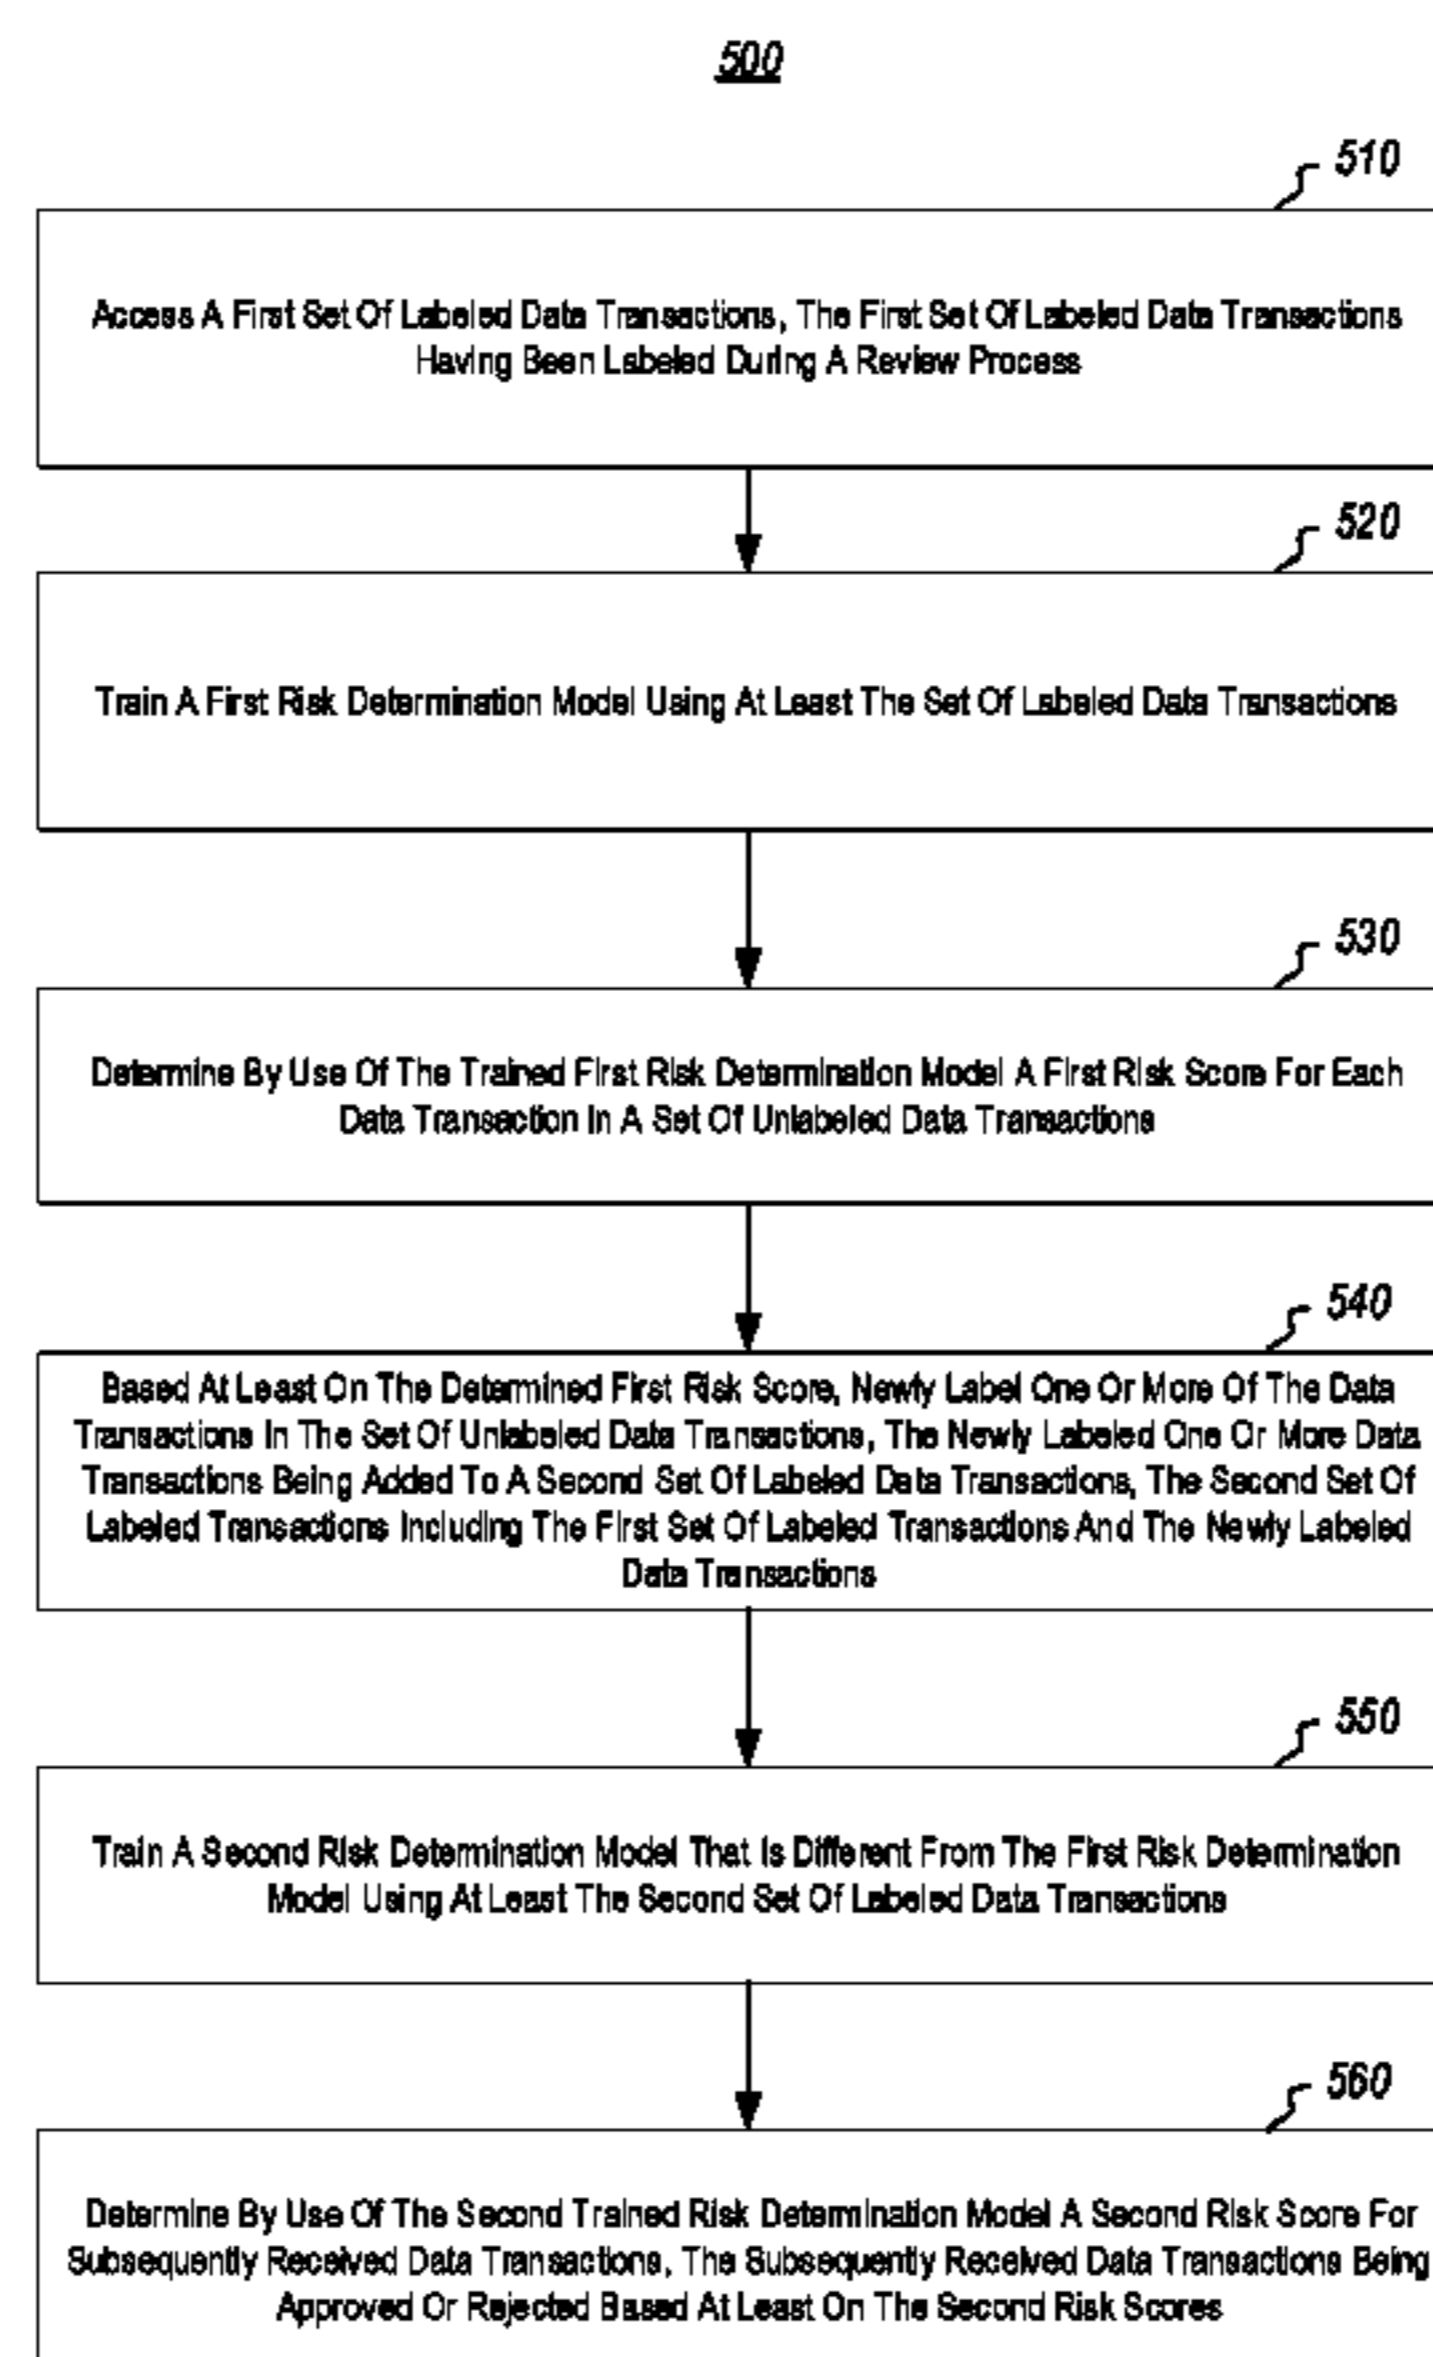 500
510
Access A First Set Of Labeled Data Transactions, The First Set Of Labeled Data Transactions
Having Been Labeled During A Review Process
520
Train A First Risk Determination Model Using At Least The Set Of Labeled Data Transactions
530
Determine By Use Of The Trained First Risk Determination Model A First Risk Score For Each
Data Transaction In A Set Of Unlabeled Data Transactions
540
Based At Least On The Determined First Risk Score, Newly Label One Or More Of The Data
Transactions In The Set Of Unlabeled Data Transactions, The Newly Labeled One Or More Data
Transactions Being Added To A Second Set Of Labeled Data Transactions, The Second Set Of
Labeled Transactions Including The First Set Of Labeled Transactions And The Newly Labeled
Data Transactions
550
Train A Second Risk Determination Model That Is Different From The First Risk Determination
Model Using At Least The Second Set Of Labeled Data Transactions
560
Determine By Use Of The Second Trained Risk Determination Model A Second Risk Score For
Subsequently Received Data Transactions, The Subsequently Received Data Transactions Being
Approved Or Rejected Based At Least On The Second Risk Scores